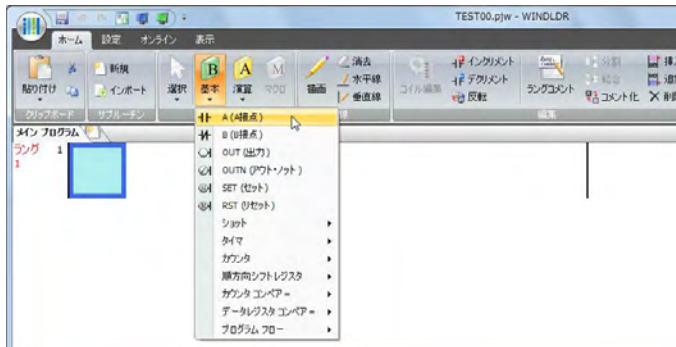 TEST00.pjw - WINDLDR
ホーム 設定 オンライン 表示
貼り付け
新規
インポート
選択
B
基本
A
演算
M
マクロ
描画
消去
水平線
垂直線
コイル編集
インクリメント
デクリメント
反転
ラングコメント
分割
結合
コメント化
挿
追
削
クリップボード サブルーチン 線 編集
メイン プログラム
ラング 1
1
A (A接点)
B (B接点)
OUT (出力)
OUTN (アウト・ノット)
SET (セット)
RST (リセット)
ショット
タイマ
カウンタ
順方向シフトレジスタ
カウンタ コンペア =
データレジスタ コンペア =
プログラム フロー